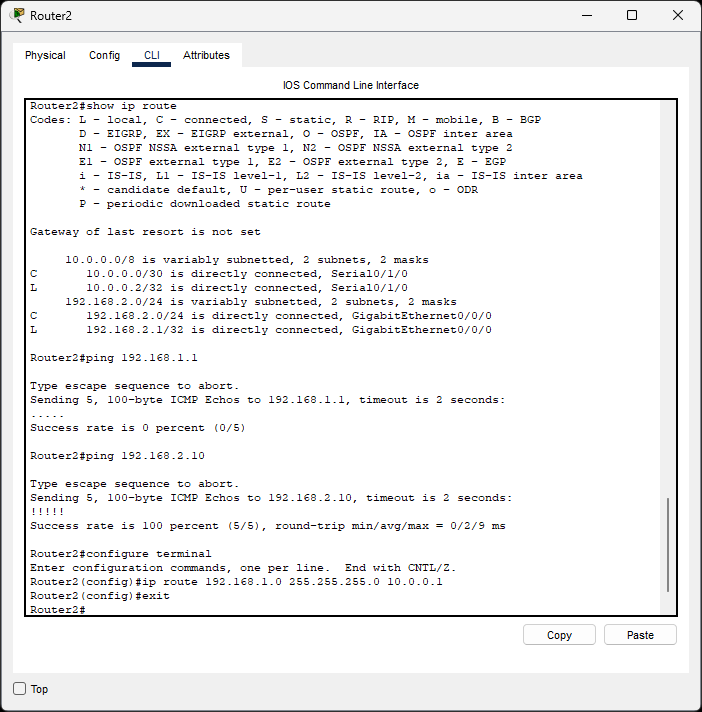 Router2
Physical Config CLI Attributes
IOS Command Line Interface
Router2#show ip route
Codes: L - local, C - connected, S - static, R - RIP, M - mobile, B - BGP
       D - EIGRP, EX - EIGRP external, O - OSPF, IA - OSPF inter area
       N1 - OSPF NSSA external type 1, N2 - OSPF NSSA external type 2
       E1 - OSPF external type 1, E2 - OSPF external type 2, E - EGP
       i - IS-IS, L1 - IS-IS level-1, L2 - IS-IS level-2, ia - IS-IS inter area
       * - candidate default, U - per-user static route, o - ODR
       P - periodic downloaded static route
Gateway of last resort is not set
     10.0.0.0/8 is variably subnetted, 2 subnets, 2 masks
C       10.0.0.0/30 is directly connected, Serial0/1/0
L       10.0.0.2/32 is directly connected, Serial0/1/0
     192.168.2.0/24 is variably subnetted, 2 subnets, 2 masks
C       192.168.2.0/24 is directly connected, GigabitEthernet0/0/0
L       192.168.2.1/32 is directly connected, GigabitEthernet0/0/0
Router2#ping 192.168.1.1
Type escape sequence to abort.
Sending 5, 100-byte ICMP Echos to 192.168.1.1, timeout is 2 seconds:
.....
Success rate is 0 percent (0/5)
Router2#ping 192.168.2.10
Type escape sequence to abort.
Sending 5, 100-byte ICMP Echos to 192.168.2.10, timeout is 2 seconds:
!!!!!
Success rate is 100 percent (5/5), round-trip min/avg/max = 0/2/9 ms
Router2#configure terminal
Enter configuration commands, one per line.  End with CNTL/Z.
Router2(config)#ip route 192.168.1.0 255.255.255.0 10.0.0.1
Router2(config)#exit
Router2#
Copy Paste
Top